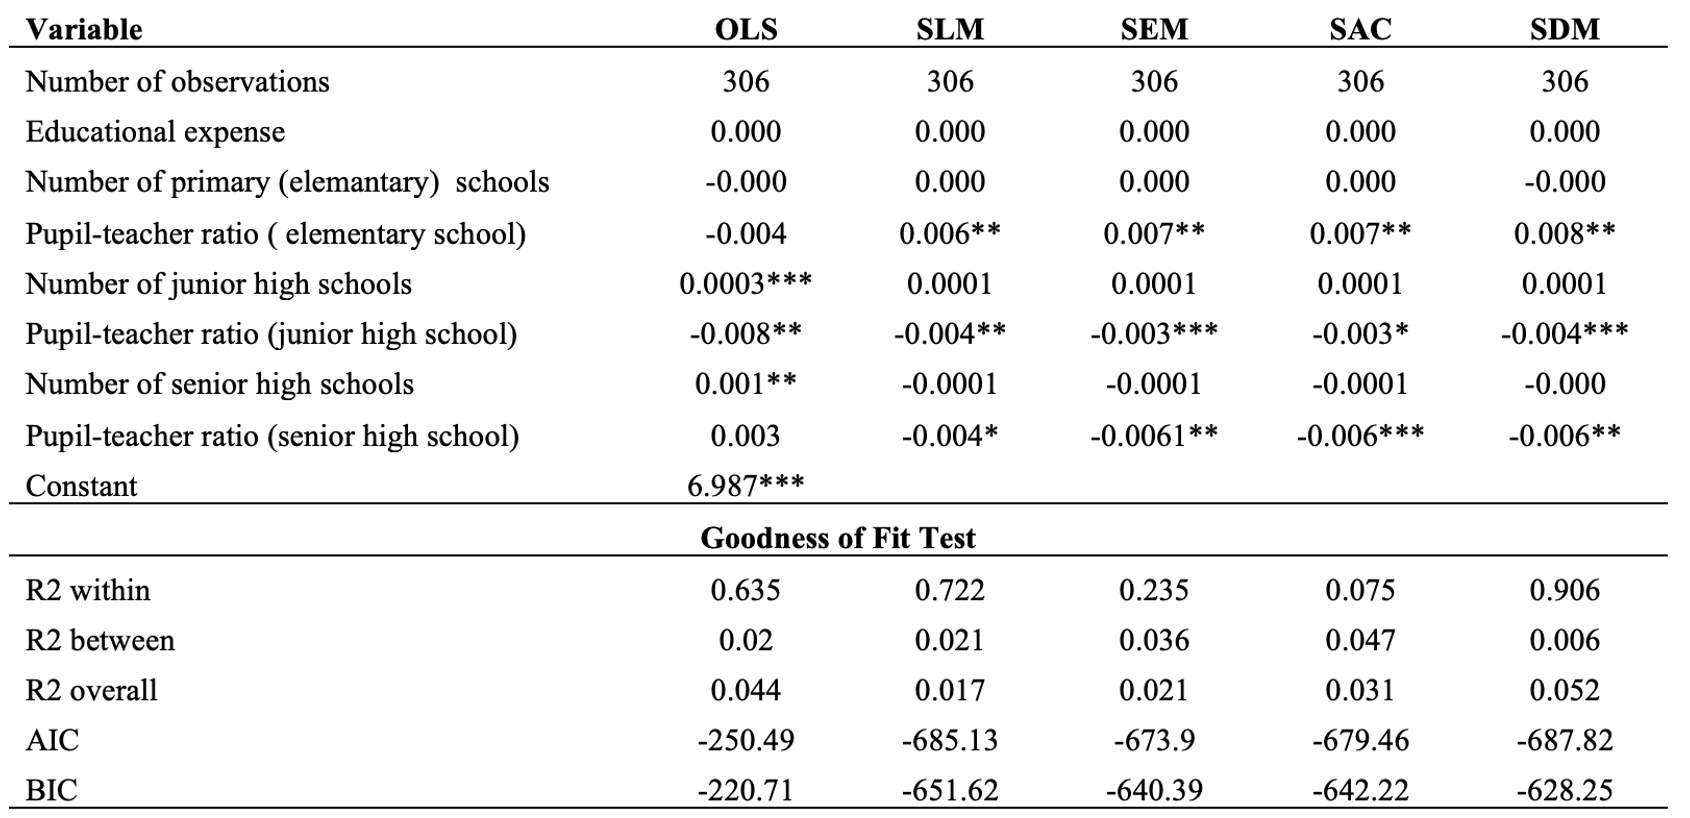 Variable OLS SLM SEM SAC SDM
Number of observations 306 306 306 306 306
Educational expense 0.000 0.000 0.000 0.000 0.000
Number of primary (elemantary) schools -0.000 0.000 0.000 0.000 -0.000
Pupil-teacher ratio ( elementary school) -0.004 0.006** 0.007** 0.007** 0.008**
Number of junior high schools 0.0003*** 0.0001 0.0001 0.0001 0.0001
Pupil-teacher ratio (junior high school) -0.008** -0.004** -0.003*** -0.003* -0.004***
Number of senior high schools 0.001** -0.0001 -0.0001 -0.0001 -0.000
Pupil-teacher ratio (senior high school) 0.003 -0.004* -0.0061** -0.006*** -0.006**
Constant 6.987***
Goodness of Fit Test
R2 within 0.635 0.722 0.235 0.075 0.906
R2 between 0.02 0.021 0.036 0.047 0.006
R2 overall 0.044 0.017 0.021 0.031 0.052
AIC -250.49 -685.13 -673.9 -679.46 -687.82
BIC -220.71 -651.62 -640.39 -642.22 -628.25